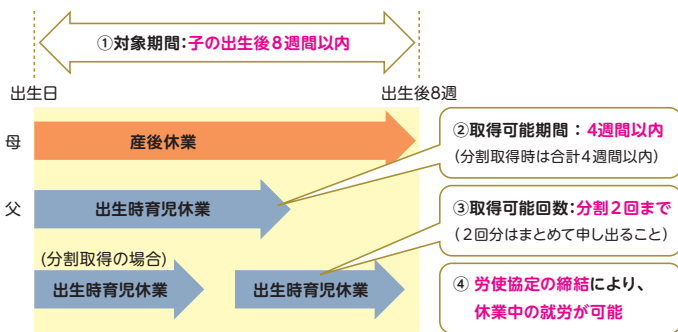 ①対象期間:子の出生後8週間以内
出生日
出生後8週
母
産後休業
②取得可能期間：4週間以内
(分割取得時は合計4週間以内)
父
出生時育児休業
③取得可能回数:分割2回まで
(2回分はまとめて申し出ること)
(分割取得の場合)
出生時育児休業
出生時育児休業
④ 労使協定の締結により、
休業中の就労が可能